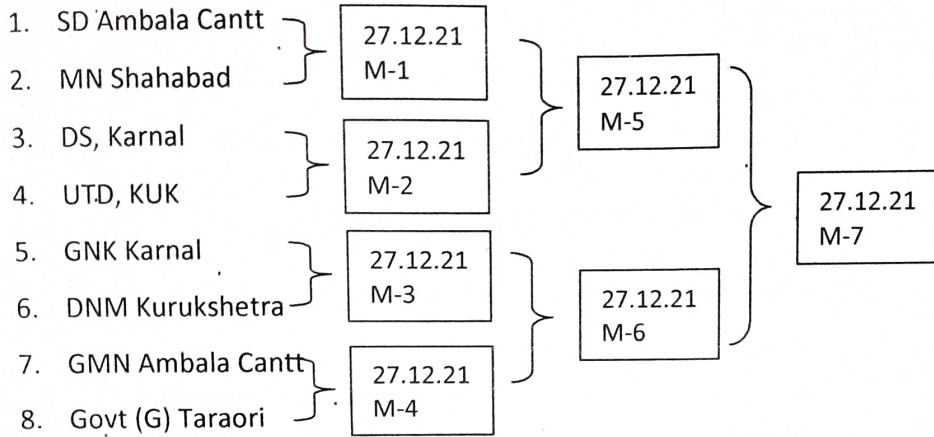 1. SD Ambala Cantt
2. MN Shahabad
3. DS, Karnal
4. UTD, KUK
5. GNK Karnal
6. DNM Kurukshetra
7. GMN Ambala Cantt
8. Govt (G) Taraori
27.12.21
M-1
27.12.21
M-2
27.12.21
M-3
27.12.21
M-4
27.12.21
M-5
27.12.21
M-6
27.12.21
M-7